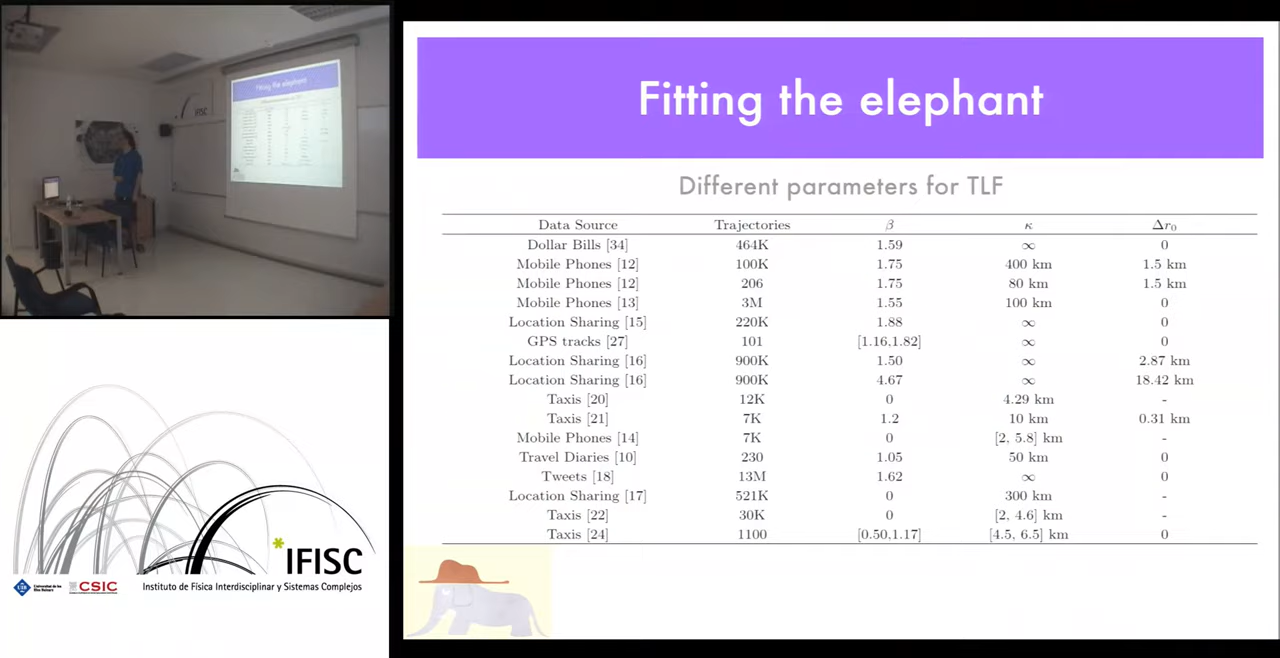 Fitting the elephant
IFISC
Fitting the elephant
Different parameters for TLF
Data Source Trajectories β κ Δr₀
Dollar Bills [34] 464K 1.59 ∞ 0
Mobile Phones [12] 100K 1.75 400 km 1.5 km
Mobile Phones [12] 206 1.75 80 km 1.5 km
Mobile Phones [13] 3M 1.55 100 km 0
Location Sharing [15] 220K 1.88 ∞ 0
GPS tracks [27] 101 [1.16,1.82] ∞ 0
Location Sharing [16] 900K 1.50 ∞ 2.87 km
Location Sharing [16] 900K 4.67 ∞ 18.42 km
Taxis [20] 12K 0 4.29 km -
Taxis [21] 7K 1.2 10 km 0.31 km
Mobile Phones [14] 7K 0 [2, 5.8] km -
Travel Diaries [10] 230 1.05 50 km 0
Tweets [18] 13M 1.62 ∞ 0
Location Sharing [17] 521K 0 300 km -
Taxis [22] 30K 0 [2, 4.6] km -
Taxis [24] 1100 [0.50,1.17] [4.5, 6.5] km 0
*IFISC
CSIC
Instituto de Física Interdisciplinar y Sistemas Complejos